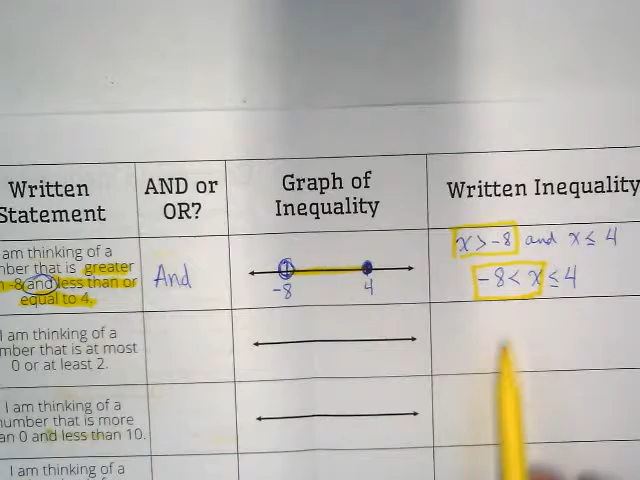 Written Statement
AND or OR?
Graph of Inequality
Written Inequality
am thinking of a
mber that is greater
n -8 and less than or
equal to 4.
And
-8 4
x > -8 and x ≤ 4
-8 < x ≤ 4
I am thinking of a
mber that is at most
0 or at least 2.
I am thinking of a
number that is more
an 0 and less than 10.
I am thinking of a